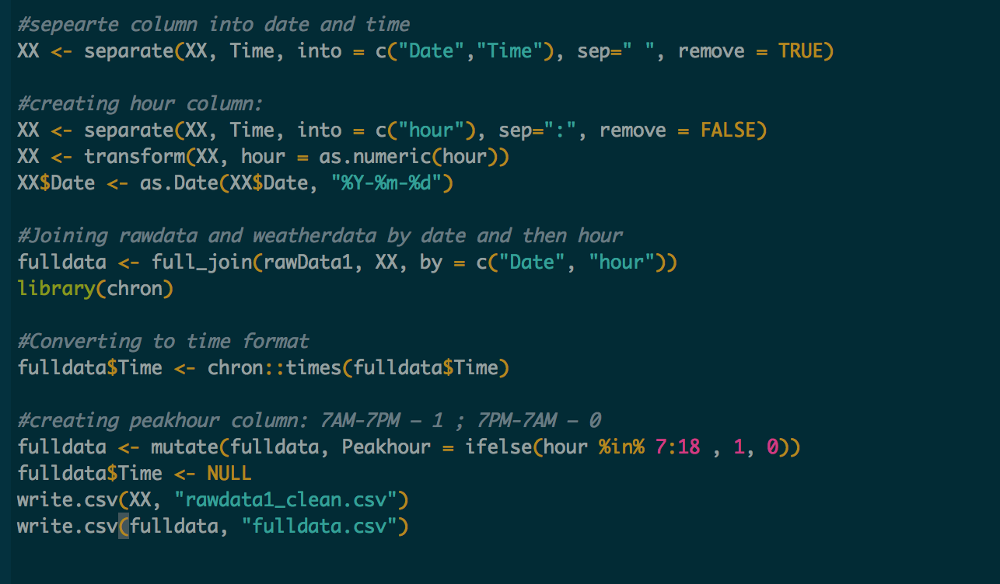 #sepearte column into date and time
XX <- separate(XX, Time, into = c("Date","Time"), sep=" ", remove = TRUE)
#creating hour column:
XX <- separate(XX, Time, into = c("hour"), sep=":", remove = FALSE)
XX <- transform(XX, hour = as.numeric(hour))
XX$Date <- as.Date(XX$Date, "%Y-%m-%d")
#Joining rawdata and weatherdata by date and then hour
fulldata <- full_join(rawData1, XX, by = c("Date", "hour"))
library(chron)
#Converting to time format
fulldata$Time <- chron::times(fulldata$Time)
#creating peakhour column: 7AM-7PM – 1 ; 7PM-7AM – 0
fulldata <- mutate(fulldata, Peakhour = ifelse(hour %in% 7:18 , 1, 0))
fulldata$Time <- NULL
write.csv(XX, "rawdata1_clean.csv")
write.csv(fulldata, "fulldata.csv")